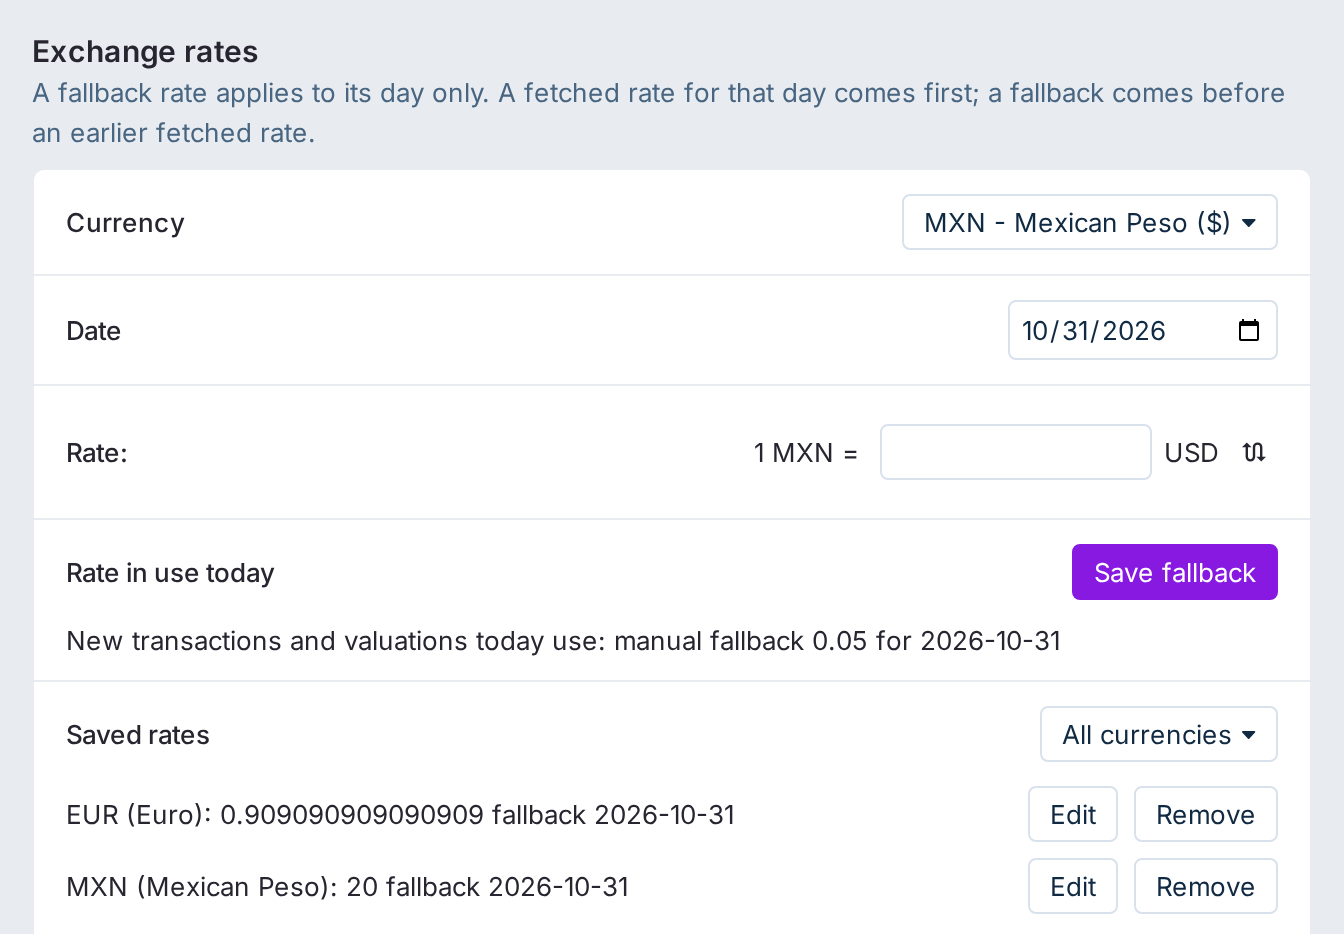 Exchange rates
A fallback rate applies to its day only. A fetched rate for that day comes first; a fallback comes before
an earlier fetched rate.
Currency
MXN - Mexican Peso ($)
Date
10/31/2026
Rate:
1 MXN =
USD
Rate in use today
Save fallback
New transactions and valuations today use: manual fallback 0.05 for 2026-10-31
Saved rates
All currencies
EUR (Euro): 0.909090909090909 fallback 2026-10-31
Edit
Remove
MXN (Mexican Peso): 20 fallback 2026-10-31
Edit
Remove